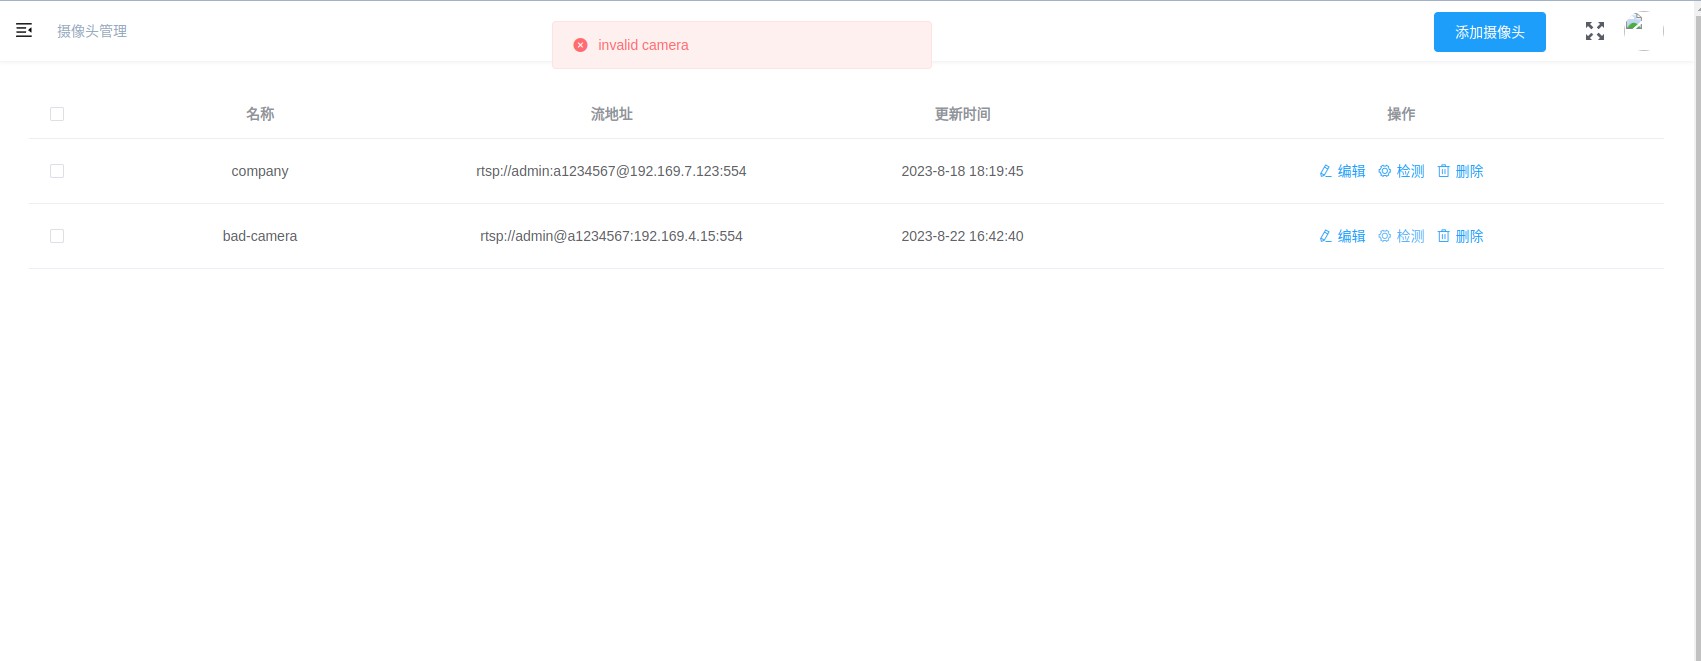 摄像头管理
invalid camera
添加摄像头
名称 流地址 更新时间 操作
company rtsp://admin:a1234567@192.169.7.123:554 2023-8-18 18:19:45 编辑 检测 删除
bad-camera rtsp://admin@a1234567:192.169.4.15:554 2023-8-22 16:42:40 编辑 检测 删除